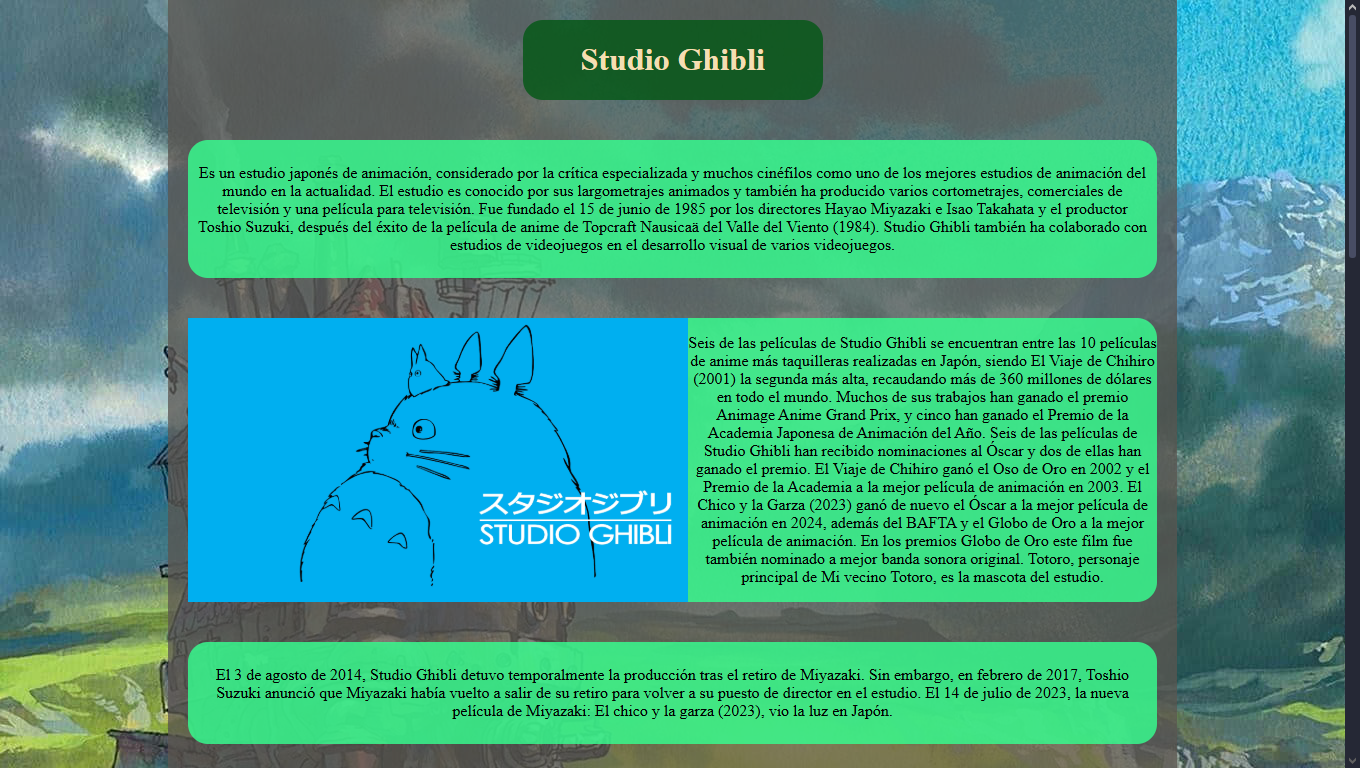 Studio Ghibli
Es un estudio japonés de animación, considerado por la crítica especializada y muchos cinéfilos como uno de los mejores estudios de animación del
mundo en la actualidad. El estudio es conocido por sus largometrajes animados y también ha producido varios cortometrajes, comerciales de
televisión y una película para televisión. Fue fundado el 15 de junio de 1985 por los directores Hayao Miyazaki e Isao Takahata y el productor
Toshio Suzuki, después del éxito de la película de anime de Topcraft Nausicaä del Valle del Viento (1984). Studio Ghibli también ha colaborado con
estudios de videojuegos en el desarrollo visual de varios videojuegos.
スタジオジブリ
STUDIO GHIBLI
Seis de las películas de Studio Ghibli se encuentran entre las 10 películas
de anime más taquilleras realizadas en Japón, siendo El Viaje de Chihiro
(2001) la segunda más alta, recaudando más de 360 millones de dólares
en todo el mundo. Muchos de sus trabajos han ganado el premio
Animage Anime Grand Prix, y cinco han ganado el Premio de la
Academia Japonesa de Animación del Año. Seis de las películas de
Studio Ghibli han recibido nominaciones al Óscar y dos de ellas han
ganado el premio. El Viaje de Chihiro ganó el Oso de Oro en 2002 y el
Premio de la Academia a la mejor película de animación en 2003. El
Chico y la Garza (2023) ganó de nuevo el Óscar a la mejor película de
animación en 2024, además del BAFTA y el Globo de Oro a la mejor
película de animación. En los premios Globo de Oro este film fue
también nominado a mejor banda sonora original. Totoro, personaje
principal de Mi vecino Totoro, es la mascota del estudio.
El 3 de agosto de 2014, Studio Ghibli detuvo temporalmente la producción tras el retiro de Miyazaki. Sin embargo, en febrero de 2017, Toshio
Suzuki anunció que Miyazaki había vuelto a salir de su retiro para volver a su puesto de director en el estudio. El 14 de julio de 2023, la nueva
película de Miyazaki: El chico y la garza (2023), vio la luz en Japón.